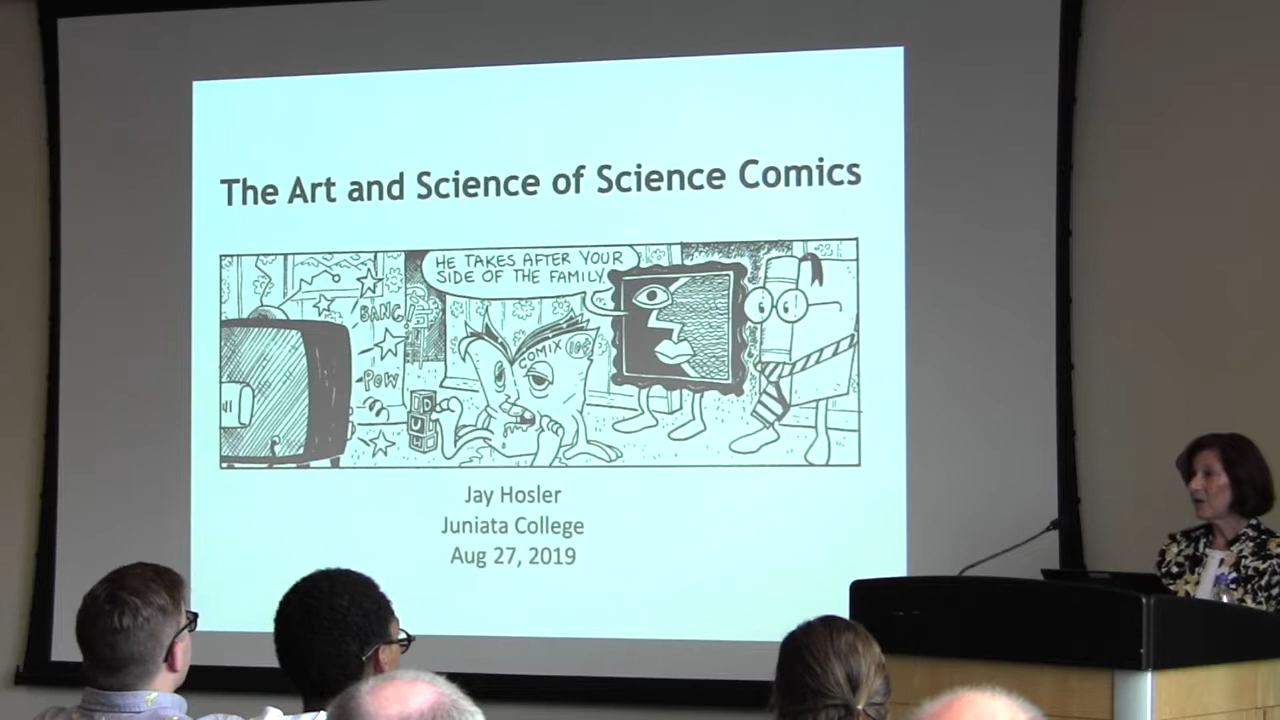 The Art and Science of Science Comics
HE TAKES AFTER YOUR
SIDE OF THE FAMILY.
BANG!
POW
COMIX 10¢
Jay Hosler
Juniata College
Aug 27, 2019